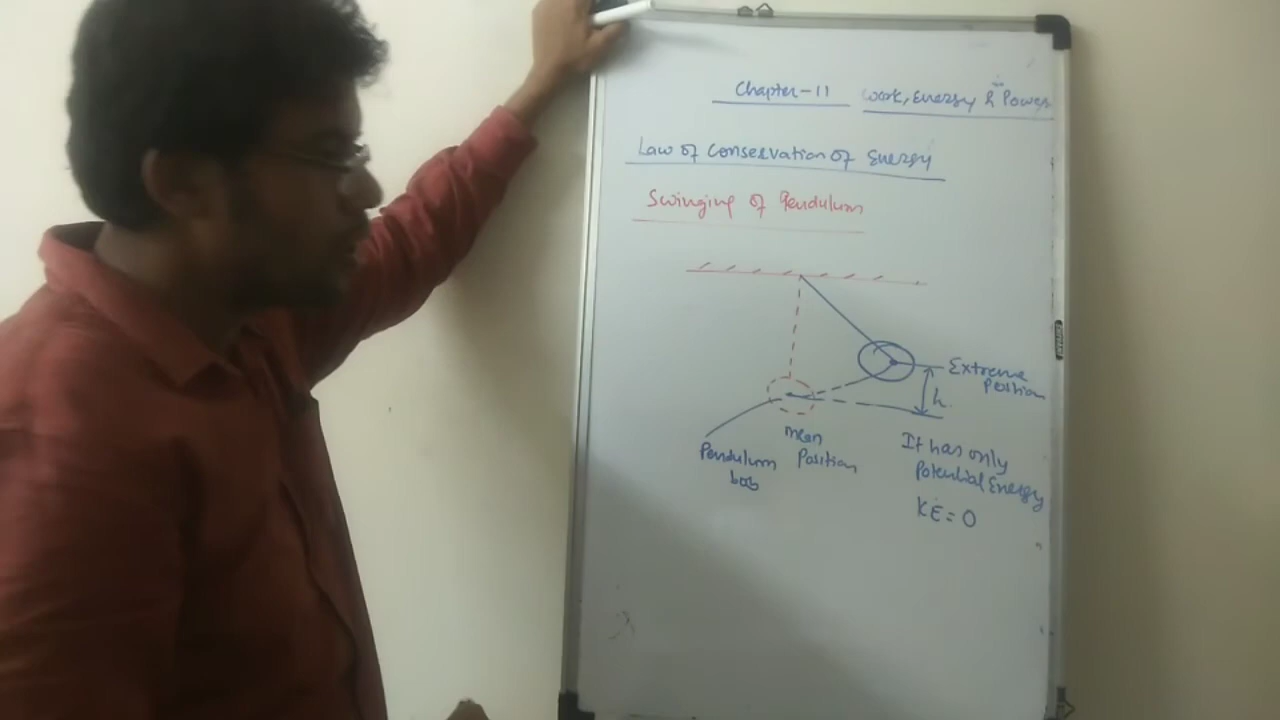 Chapter-11 Work, Energy & Power
Law of Conservation of Energy
Swinging of Pendulum
Extreme
Position
h
mean
Position
Pendulum
bob
It has only
Potential Energy
KE = 0